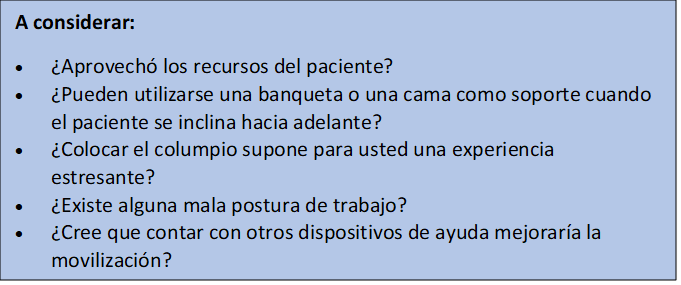 A considerar:
• ¿Aprovechó los recursos del paciente?
• ¿Pueden utilizarse una banqueta o una cama como soporte cuando
el paciente se inclina hacia adelante?
• ¿Colocar el columpio supone para usted una experiencia
estresante?
• ¿Existe alguna mala postura de trabajo?
• ¿Cree que contar con otros dispositivos de ayuda mejoraría la
movilización?